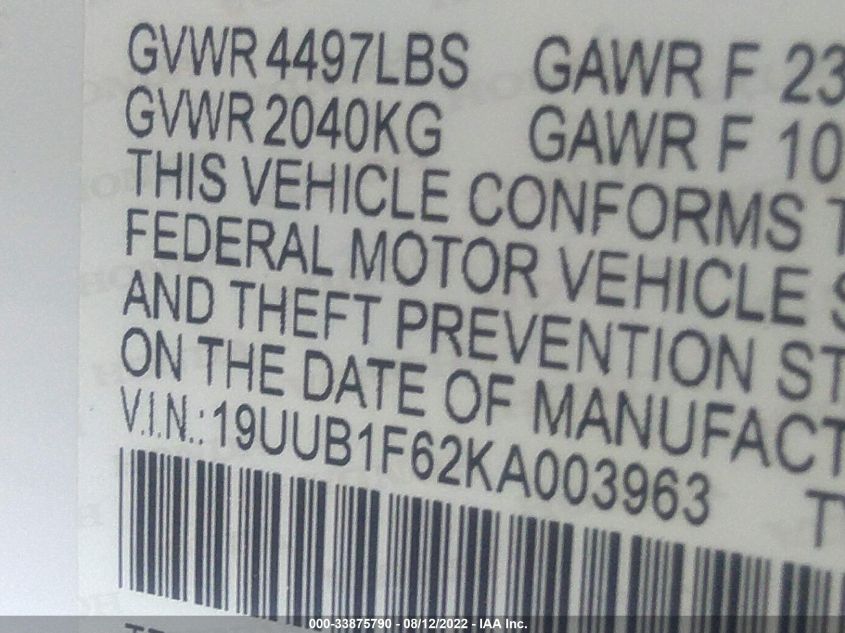 GVWR 4497LBS GAWR F 23
GVWR 2040KG GAWR F 10
THIS VEHICLE CONFORMS T
FEDERAL MOTOR VEHICLE S
AND THEFT PREVENTION ST
ON THE DATE OF MANUFACT
V.I.N.: 19UUB1F62KA003963 TY
000-33875790 - 08/12/2022 - IAA Inc.